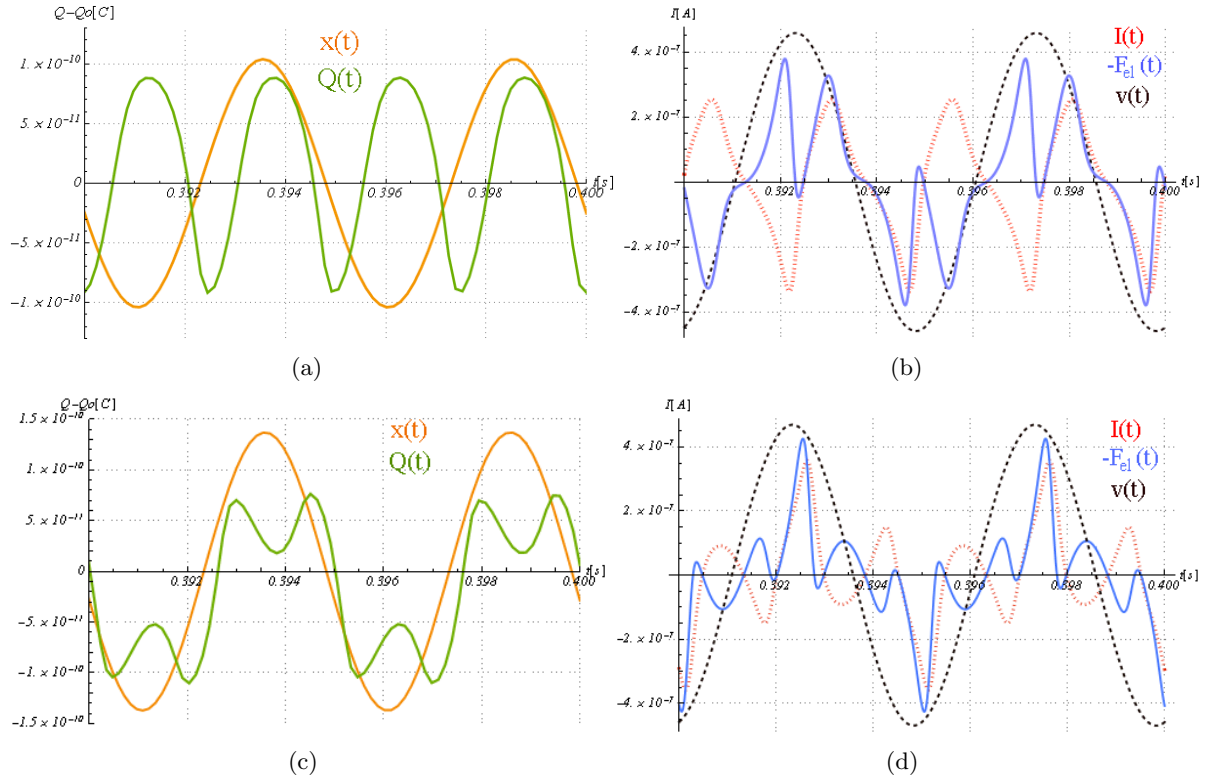 Q−Qo[C]
x(t)
Q(t)
1.×10⁻¹⁰
5.×10⁻¹¹
0
−5.×10⁻¹¹
−1.×10⁻¹⁰
0.392 0.394 0.396 0.398 0.400 t[s]
(a)
I[A]
I(t)
-Fel (t)
v(t)
4.×10⁻⁷
2.×10⁻⁷
0
−2.×10⁻⁷
−4.×10⁻⁷
0.392 0.394 0.396 0.398 0.400 t[s]
(b)
Q−Qo[C]
x(t)
Q(t)
1.5×10⁻¹⁰
1.×10⁻¹⁰
5.×10⁻¹¹
0
−5.×10⁻¹¹
−1.×10⁻¹⁰
−1.5×10⁻¹⁰
0.392 0.394 0.396 0.398 0.400 t[s]
(c)
I[A]
I(t)
-Fel (t)
v(t)
4.×10⁻⁷
2.×10⁻⁷
0
−2.×10⁻⁷
−4.×10⁻⁷
0.392 0.394 0.396 0.398 0.400 t[s]
(d)